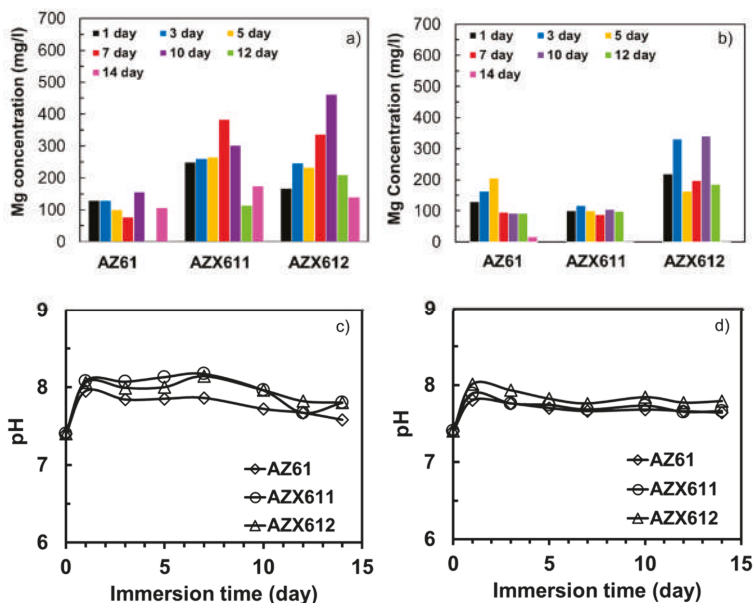 a)
1 day 3 day 5 day
7 day 10 day 12 day
14 day
Mg concentration (mg/l)
700
600
500
400
300
200
100
0
AZ61 AZX611 AZX612
b)
1 day 3 day 5 day
7 day 10 day 12 day
14 day
Mg Concentration (mg/l)
700
600
500
400
300
200
100
0
AZ61 AZX611 AZX612
c)
pH
9
8
7
6
AZ61
AZX611
AZX612
0 5 10 15
Immersion time (day)
d)
pH
9
8
7
6
AZ61
AZX611
AZX612
0 5 10 15
Immersion time (day)